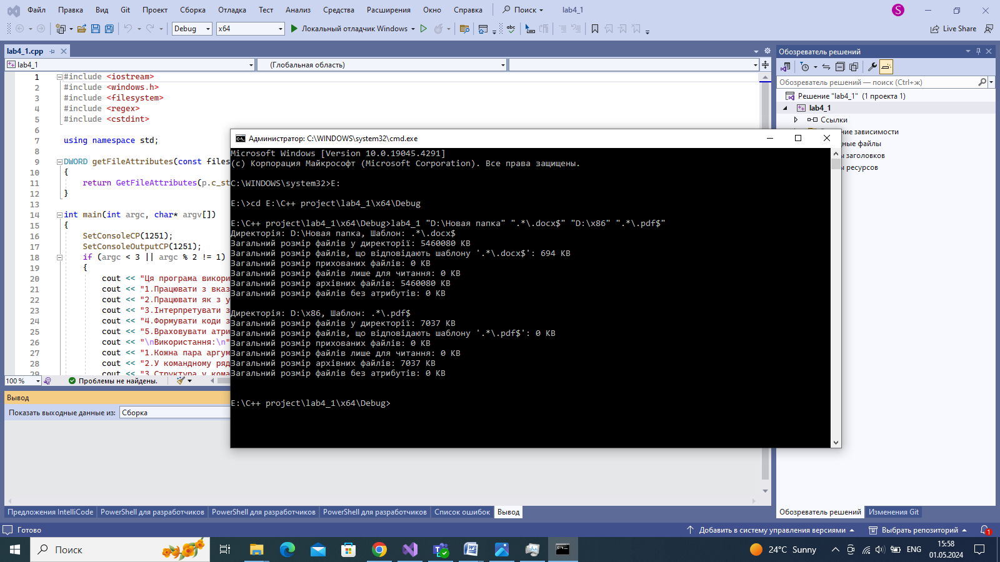 Файл Правка Вид Git Проект Сборка Отладка Тест Анализ Средства Расширения Окно Справка Поиск lab4_1 S
Debug x64 Локальный отладчик Windows Live Share
lab4_1.cpp
lab4_1 (Глобальная область)
1 #include <iostream>
2 #include <windows.h>
3 #include <filesystem>
4 #include <regex>
5 #include <cstdint>
6
7 using namespace std;
8
9 DWORD getFileAttributes(const files
10 {
11 return GetFileAttributes(p.c_st
12 }
13
14 int main(int argc, char* argv[])
15 {
16 SetConsoleCP(1251);
17 SetConsoleOutputCP(1251);
18 if (argc < 3 || argc % 2 != 1)
19 {
20 cout << "Ця програма викори
21 cout << "1.Працювати з вказ
22 cout << "2.Працювати як з у
23 cout << "3.Інтерпретувати з
24 cout << "4.Формувати коди з
25 cout << "5.Враховувати атри
26 cout << "\nВикористання:\n"
27 cout << "1.Кожна пара аргум
28 cout << "2.У командному ряд
29 cout << "3.Структура у кома
100 % Проблемы не найдены.
Вывод
Показать выходные данные из: Сборка
Администратор: C:\WINDOWS\system32\cmd.exe
Microsoft Windows [Version 10.0.19045.4291]
(c) Корпорация Майкрософт (Microsoft Corporation). Все права защищены.
C:\WINDOWS\system32>E:
E:\>cd E:\C++ project\lab4_1\x64\Debug
E:\C++ project\lab4_1\x64\Debug>lab4_1 "D:\Новая папка" ".*\.docx$" "D:\x86" ".*\.pdf$"
Директорія: D:\Новая папка, Шаблон: .*\.docx$
Загальний розмір файлів у директорії: 5460080 KB
Загальний розмір файлів, що відповідають шаблону '.*\.docx$': 694 KB
Загальний розмір прихованих файлів: 0 KB
Загальний розмір файлів лише для читання: 0 KB
Загальний розмір архівних файлів: 5460080 KB
Загальний розмір файлів без атрибутів: 0 KB
Директорія: D:\x86, Шаблон: .*\.pdf$
Загальний розмір файлів у директорії: 7037 KB
Загальний розмір файлів, що відповідають шаблону '.*\.pdf$': 0 KB
Загальний розмір прихованих файлів: 0 KB
Загальний розмір файлів лише для читання: 0 KB
Загальний розмір архівних файлів: 7037 KB
Загальний розмір файлів без атрибутів: 0 KB
E:\C++ project\lab4_1\x64\Debug>
Обозреватель решений
Обозреватель решений — поиск (Ctrl+ж)
Решение "lab4_1" (1 проекта 1)
lab4_1
Ссылки
ние зависимости
ные файлы
ы заголовков
ы ресурсов
Предложения IntelliCode PowerShell для разработчиков PowerShell для разработчиков PowerShell для разработчиков Список ошибок Вывод
Обозреватель решений Изменения Git
Готово Добавить в систему управления версиями Выбрать репозиторий 1
Поиск 24°C Sunny ENG 15:58
01.05.2024